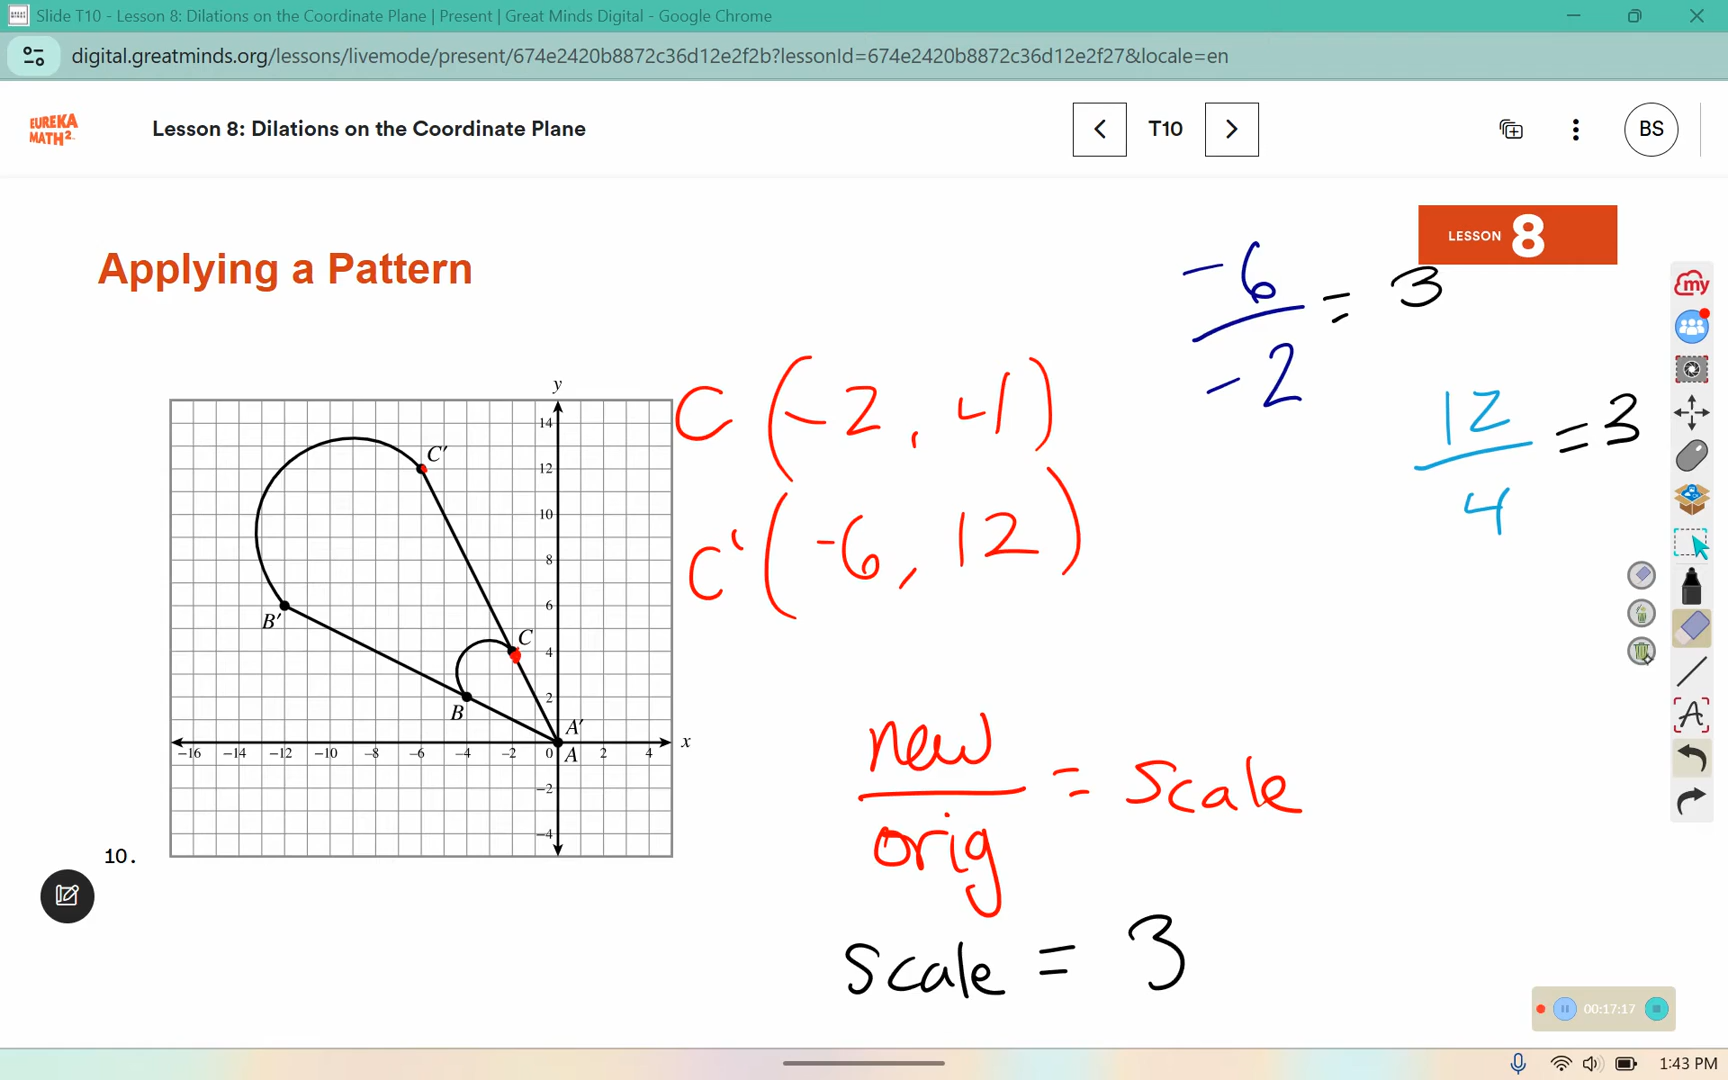 Slide T10 - Lesson 8: Dilations on the Coordinate Plane | Present | Great Minds Digital - Google Chrome
digital.greatminds.org/lessons/livemode/present/674e2420b8872c36d12e2f2b?lessonId=674e2420b8872c36d12e2f27&locale=en
EUREKA
MATH2
Lesson 8: Dilations on the Coordinate Plane
T10
BS
LESSON 8
Applying a Pattern
-6/-2 = 3
12/4 = 3
C (-2, 4)
C' (-6, 12)
y
14
12
10
8
6
4
2
C'
B'
C
B
A'
A
x
-16 -14 -12 -10 -8 -6 -4 -2 0 2 4
-2
-4
10.
new/orig = scale
scale = 3
my
A
00:17:17
1:43 PM